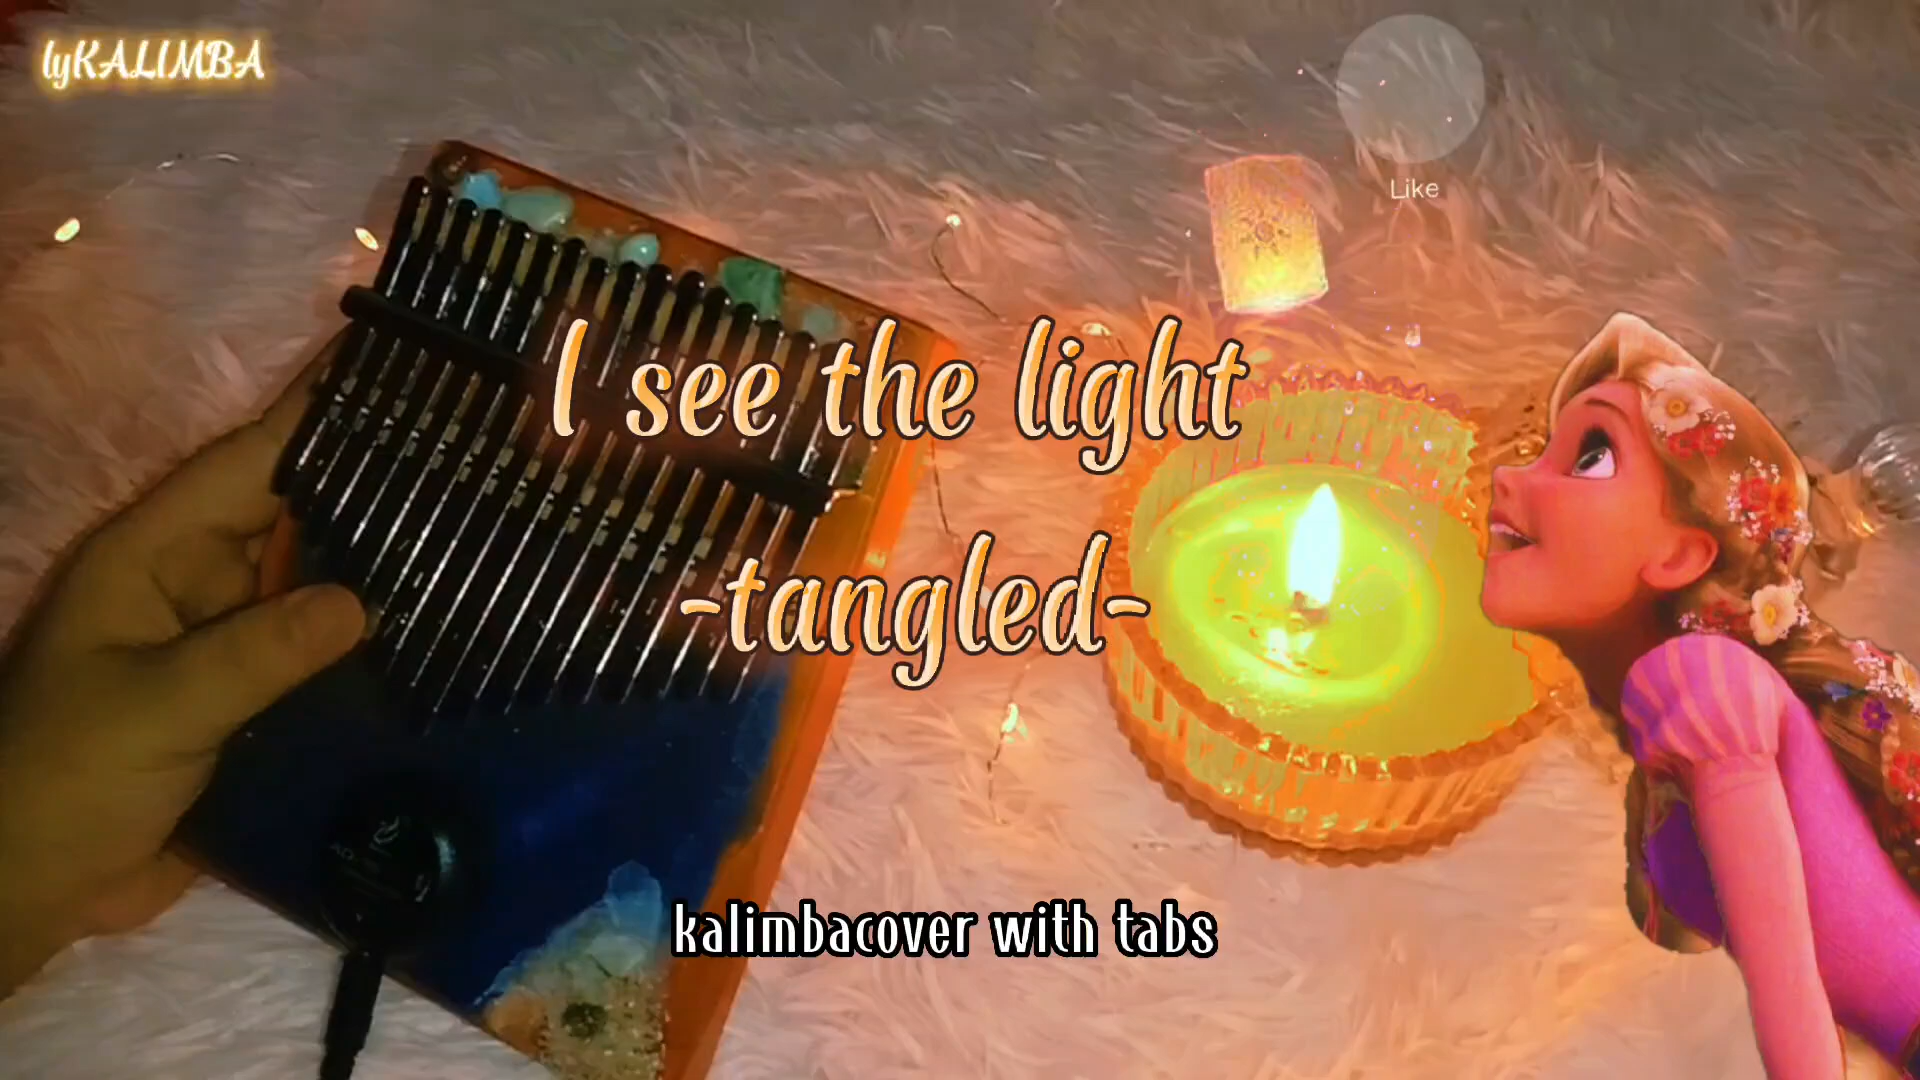 lyKALIMBA
Like
I see the light
-tangled-
kalimbacover with tabs